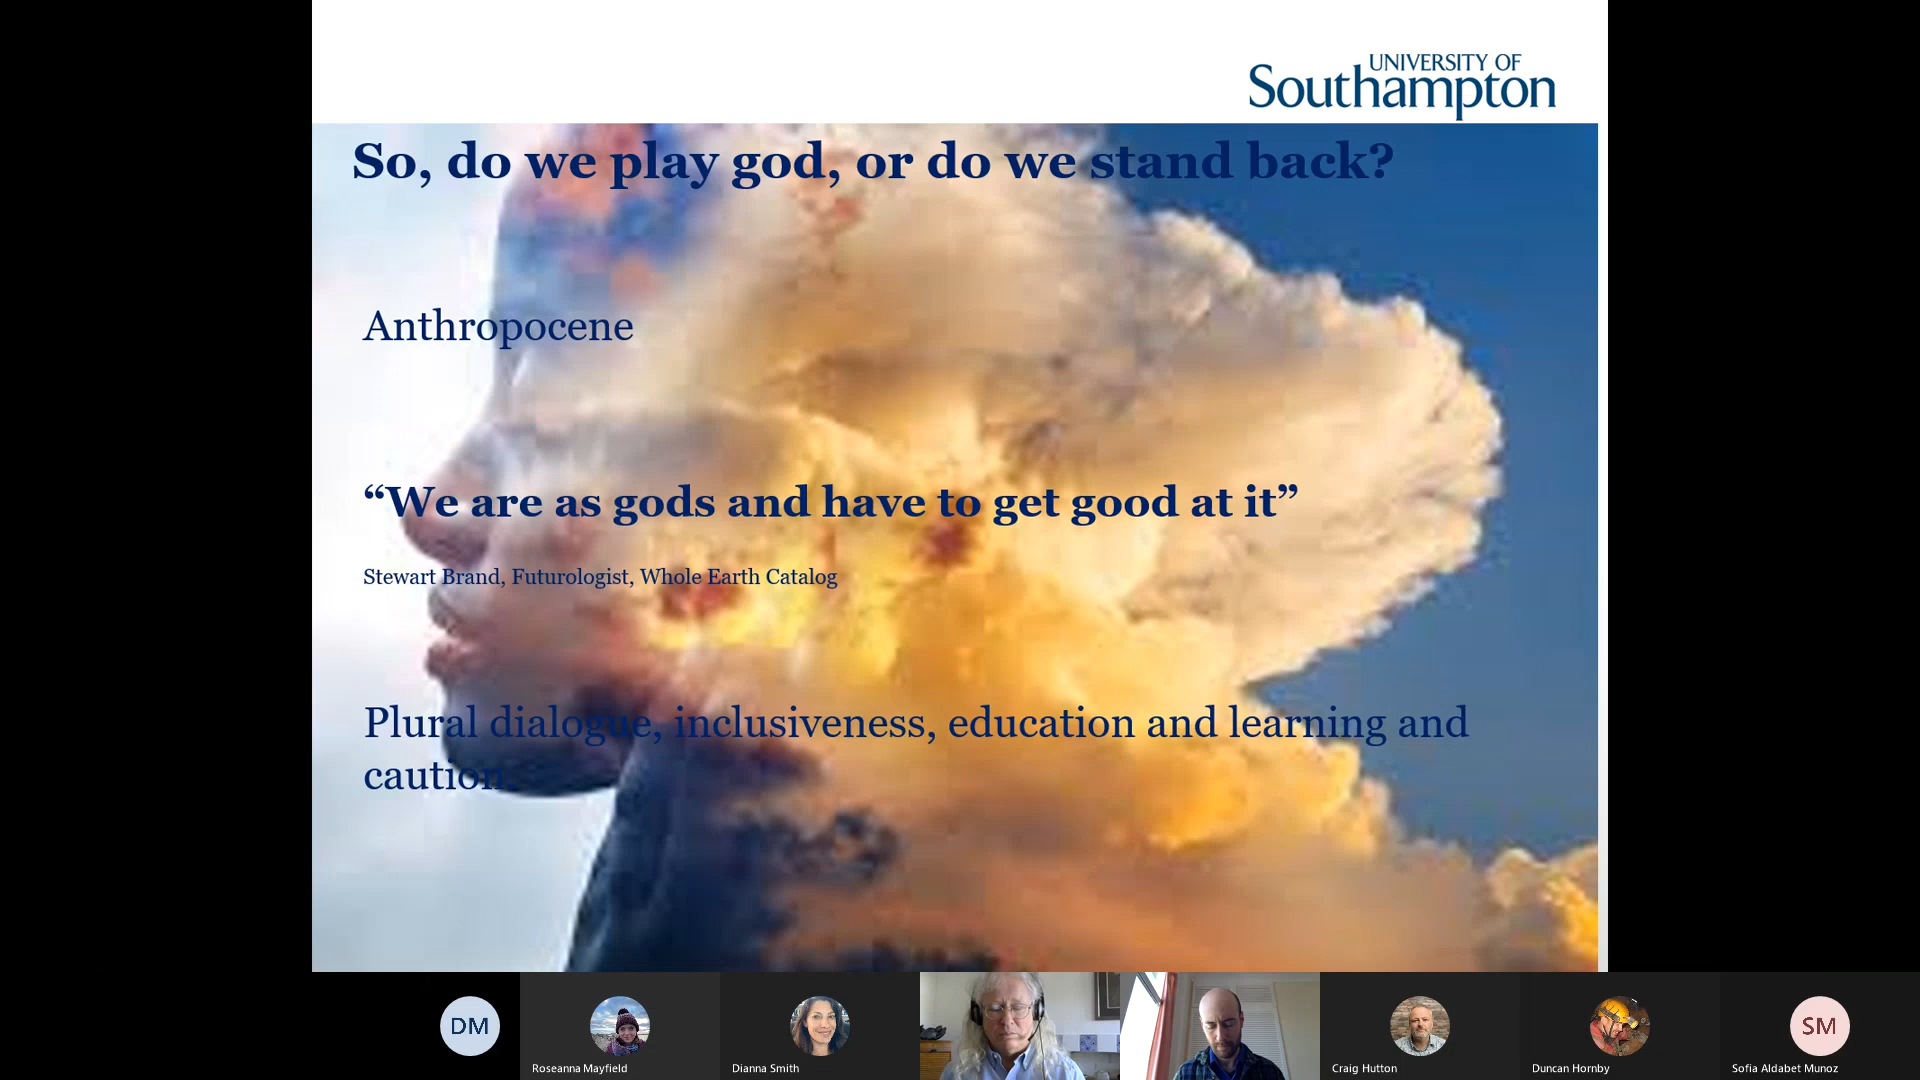 UNIVERSITY OF
Southampton
So, do we play god, or do we stand back?
Anthropocene
“We are as gods and have to get good at it”
Stewart Brand, Futurologist, Whole Earth Catalog
Plural dialogue, inclusiveness, education and learning and
caution.
DM
SM
Roseanna Mayfield
Dianna Smith
Craig Hutton
Duncan Hornby
Sofia Aldabet Munoz